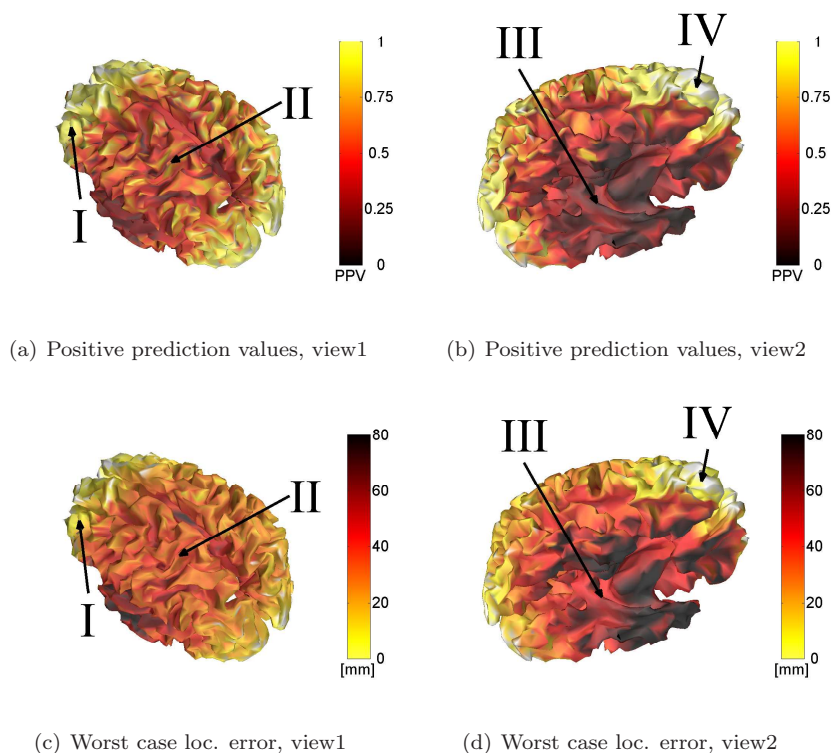 III
IV
1
0.75
0.5
0.25
0
PPV
II
I
1
0.75
0.5
0.25
0
PPV
(a) Positive prediction values, view1
(b) Positive prediction values, view2
III
IV
80
60
40
20
0
[mm]
II
I
80
60
40
20
0
[mm]
(c) Worst case loc. error, view1
(d) Worst case loc. error, view2